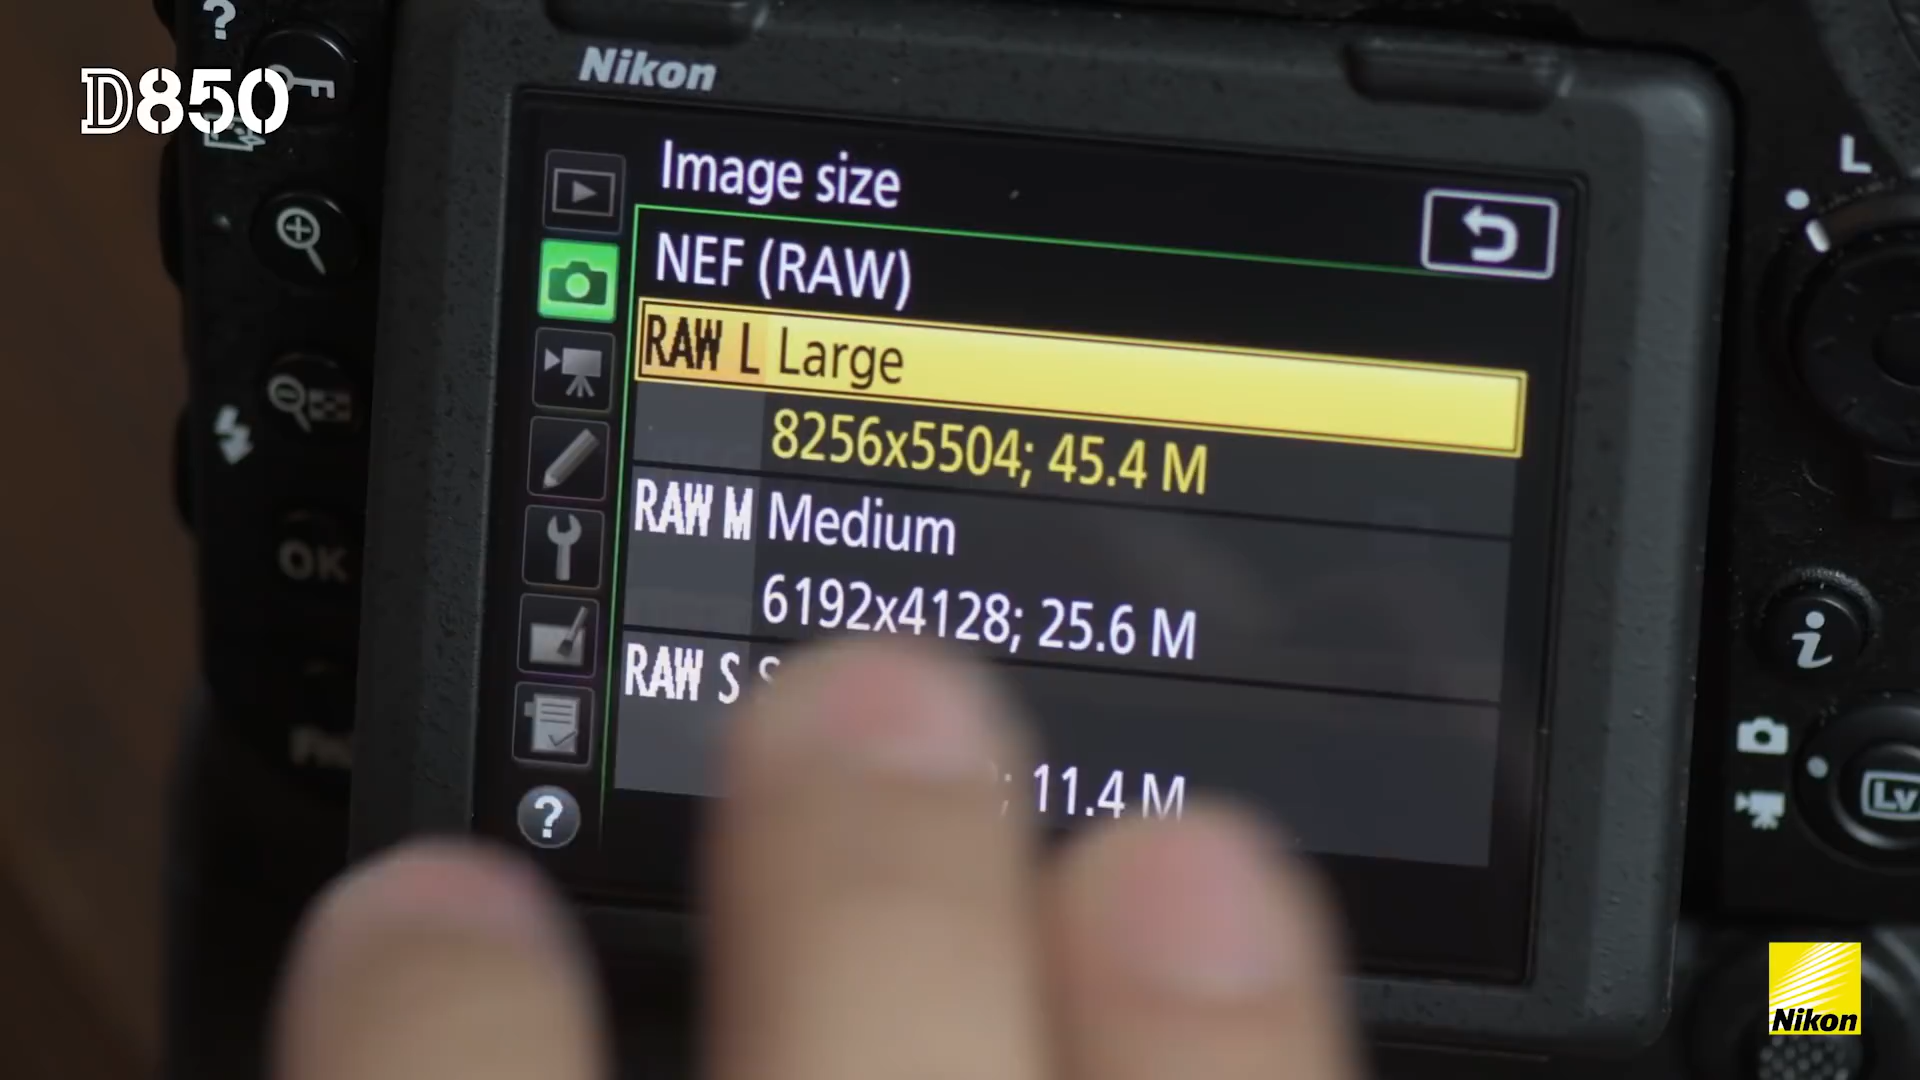 ?
D850
Nikon
Image size
NEF (RAW)
RAW L Large
8256x5504; 45.4 M
RAW M Medium
6192x4128; 25.6 M
RAW S
; 11.4 M
?
OK
L
i
Lv
Nikon